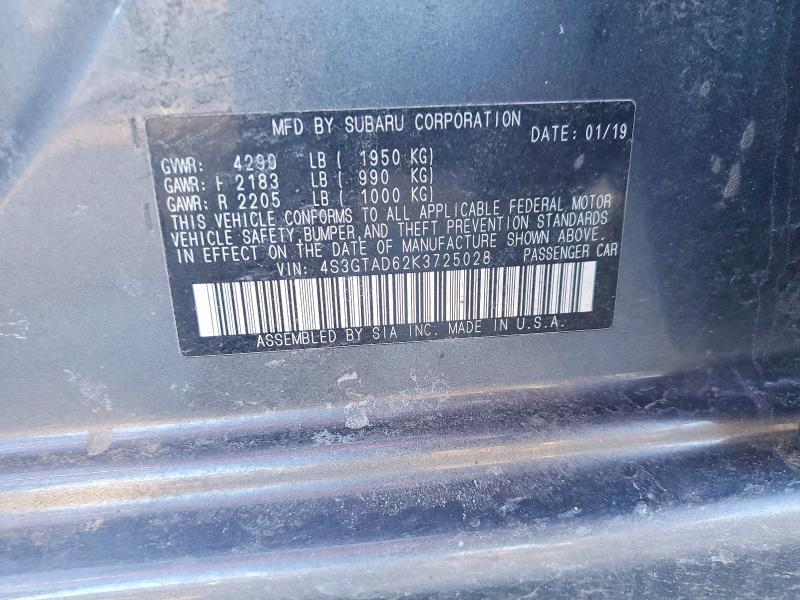 MFD BY SUBARU CORPORATION DATE: 01/19
GVWR: 4299 LB ( 1950 KG)
GAWR: F 2183 LB ( 990 KG)
GAWR: R 2205 LB ( 1000 KG)
THIS VEHICLE CONFORMS TO ALL APPLICABLE FEDERAL MOTOR
VEHICLE SAFETY, BUMPER, AND THEFT PREVENTION STANDARDS
IN EFFECT ON THE DATE OF MANUFACTURE SHOWN ABOVE.
VIN: 4S3GTAD62K3725028 PASSENGER CAR
ASSEMBLED BY SIA INC. MADE IN U.S.A.